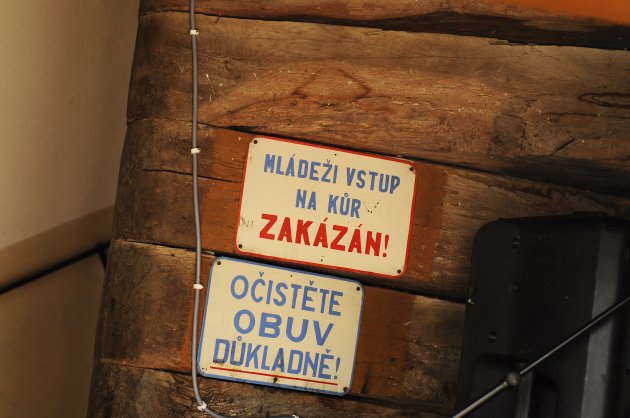 MLÁDEŽI VSTUP
NA KŮR
ZAKÁZÁN!
OČISTĚTE
OBUV
DŮKLADNĚ!